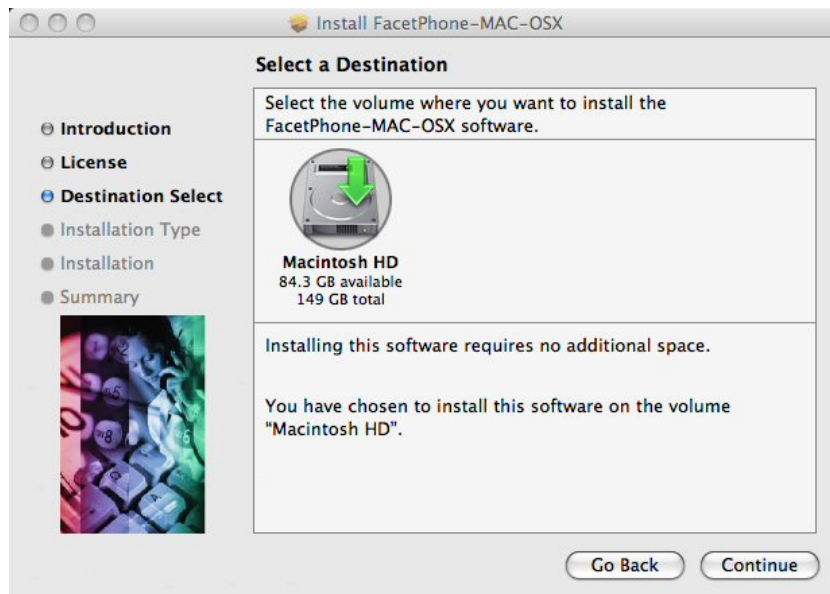 Install FacetPhone-MAC-OSX
Select a Destination
Introduction
License
Destination Select
Installation Type
Installation
Summary
Select the volume where you want to install the
FacetPhone-MAC-OSX software.
Macintosh HD
84.3 GB available
149 GB total
Installing this software requires no additional space.
You have chosen to install this software on the volume
“Macintosh HD”.
Go Back
Continue